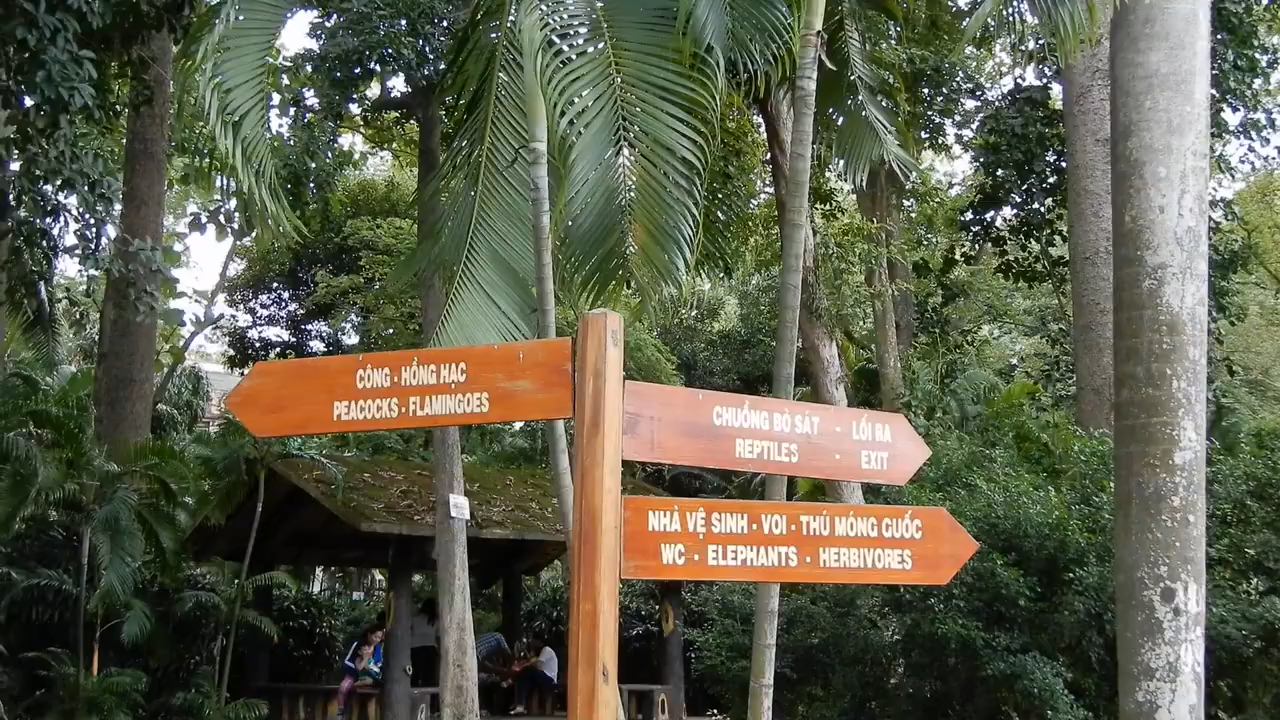 CÔNG - HỒNG HẠC
PEACOCKS - FLAMINGOES
CHUỒNG BÒ SÁT - LỐI RA
REPTILES - EXIT
NHÀ VỆ SINH - VOI - THÚ MÓNG GUỐC
WC - ELEPHANTS - HERBIVORES